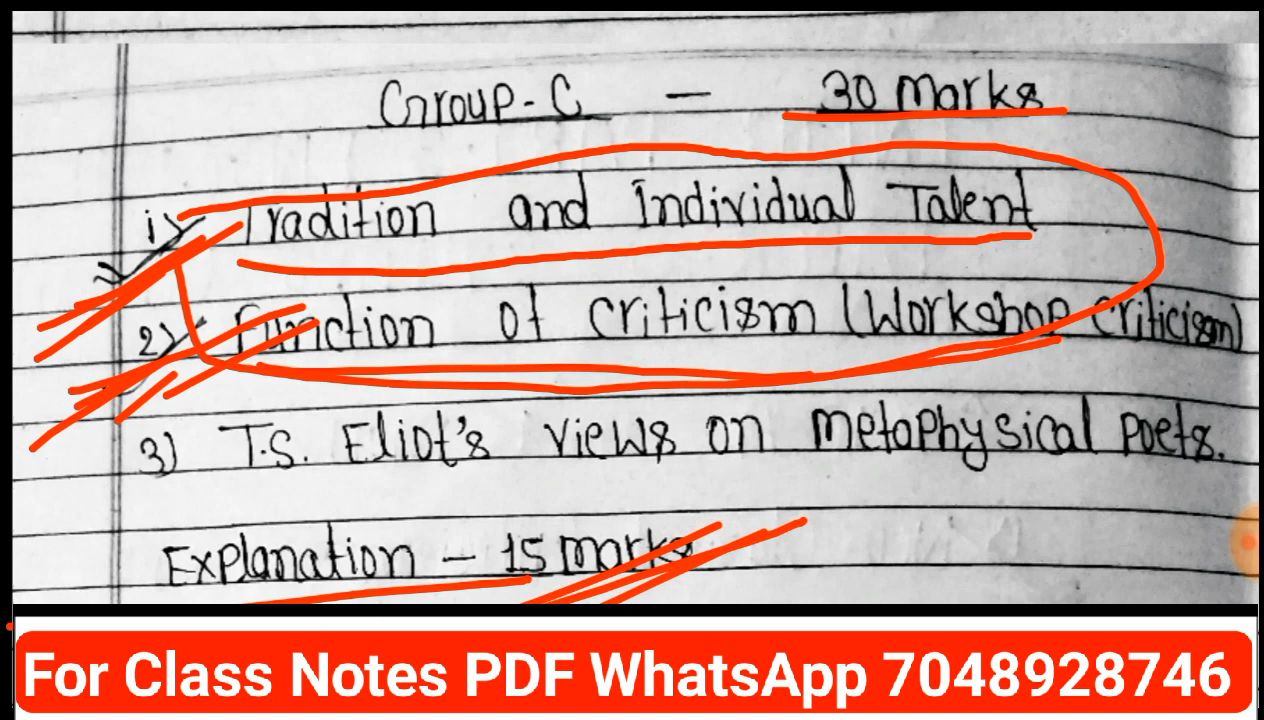 Group-C — 30 Marks
1) Tradition and Individual Talent
2) Function of Criticism (Workshop Criticism)
3) T.S. Eliot's views on metaphysical poets.
Explanation – 15 marks
For Class Notes PDF WhatsApp 7048928746